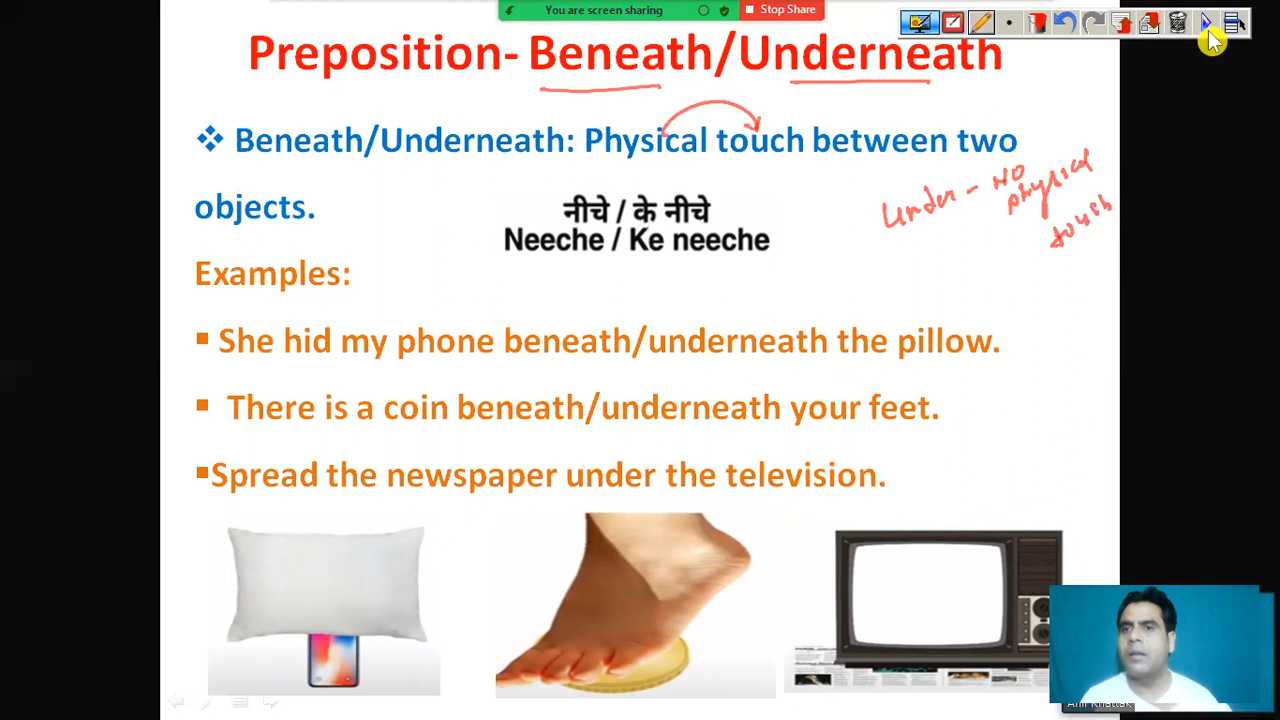 You are screen sharing
Stop Share
Preposition- Beneath/Underneath
❖ Beneath/Underneath: Physical touch between two
objects.
नीचे / के नीचे
Neeche / Ke neeche
under - NO
physical
touch
Examples:
▪ She hid my phone beneath/underneath the pillow.
▪ There is a coin beneath/underneath your feet.
▪Spread the newspaper under the television.